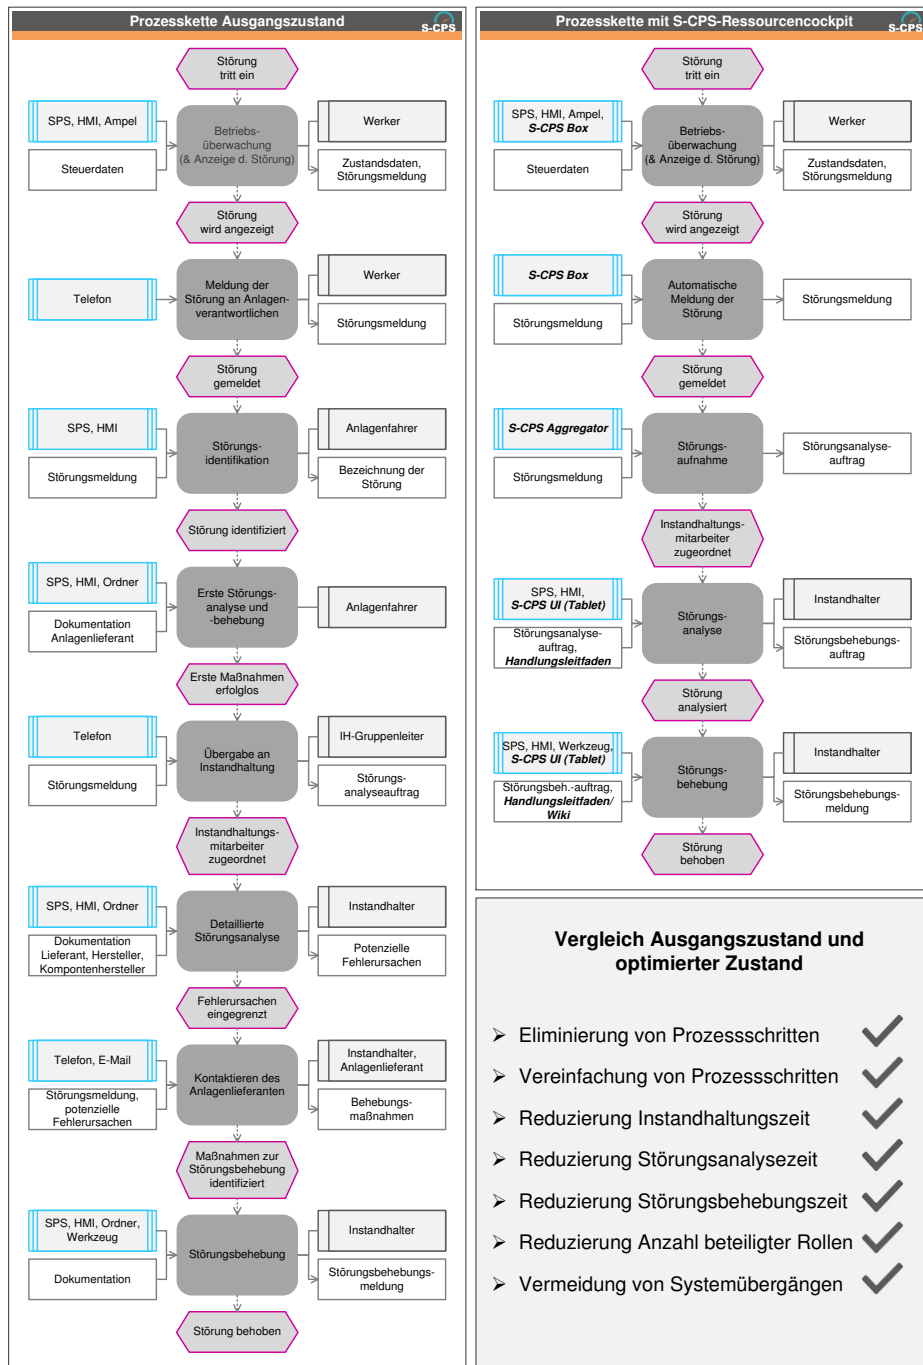 Prozesskette Ausgangszustand
S-CPS
Störung
tritt ein
SPS, HMI, Ampel
Steuerdaten
Betriebs-
überwachung
(& Anzeige d. Störung)
Werker
Zustandsdaten,
Störungsmeldung
Störung
wird angezeigt
Telefon
Meldung der
Störung an Anlagen-
verantwortlichen
Werker
Störungsmeldung
Störung
gemeldet
SPS, HMI
Störungsmeldung
Störungs-
identifikation
Anlagenfahrer
Bezeichnung der
Störung
Störung identifiziert
SPS, HMI, Ordner
Dokumentation
Anlagenlieferant
Erste Störungs-
analyse und
-behebung
Anlagenfahrer
Erste Maßnahmen
erfolglos
Telefon
Störungsmeldung
Übergabe an
Instandhaltung
IH-Gruppenleiter
Störungs-
analyseauftrag
Instandhaltungs-
mitarbeiter
zugeordnet
SPS, HMI, Ordner
Dokumentation
Lieferant, Hersteller,
Kompontenhersteller
Detaillierte
Störungsanalyse
Instandhalter
Potenzielle
Fehlerursachen
Fehlerursachen
eingegrenzt
Telefon, E-Mail
Störungsmeldung,
potenzielle
Fehlerursachen
Kontaktieren des
Anlagenlieferanten
Instandhalter,
Anlagenlieferant
Behebungs-
maßnahmen
Maßnahmen zur
Störungsbehebung
identifiziert
SPS, HMI, Ordner,
Werkzeug
Dokumentation
Störungsbehebung
Instandhalter
Störungsbehebungs-
meldung
Störung behoben
Prozesskette mit S-CPS-Ressourcencockpit
S-CPS
Störung
tritt ein
SPS, HMI, Ampel,
S-CPS Box
Steuerdaten
Betriebs-
überwachung
(& Anzeige d. Störung)
Werker
Zustandsdaten,
Störungsmeldung
Störung
wird angezeigt
S-CPS Box
Störungsmeldung
Automatische
Meldung der
Störung
Störungsmeldung
Störung
gemeldet
S-CPS Aggregator
Störungsmeldung
Störungs-
aufnahme
Störungsanalyse-
auftrag
Instandhaltungs-
mitarbeiter
zugeordnet
SPS, HMI,
S-CPS UI (Tablet)
Störungsanalyse-
auftrag,
Handlungsleitfaden
Störungs-
analyse
Instandhalter
Störungsbehebungs-
auftrag
Störung
analysiert
SPS, HMI, Werkzeug,
S-CPS UI (Tablet)
Störungsbeh.-auftrag,
Handlungsleitfaden/
Wiki
Störungs-
behebung
Instandhalter
Störungsbehebungs-
meldung
Störung
behoben
Vergleich Ausgangszustand und
optimierter Zustand
➢ Eliminierung von Prozessschritten
➢ Vereinfachung von Prozessschritten
➢ Reduzierung Instandhaltungszeit
➢ Reduzierung Störungsanalysezeit
➢ Reduzierung Störungsbehebungszeit
➢ Reduzierung Anzahl beteiligter Rollen
➢ Vermeidung von Systemübergängen